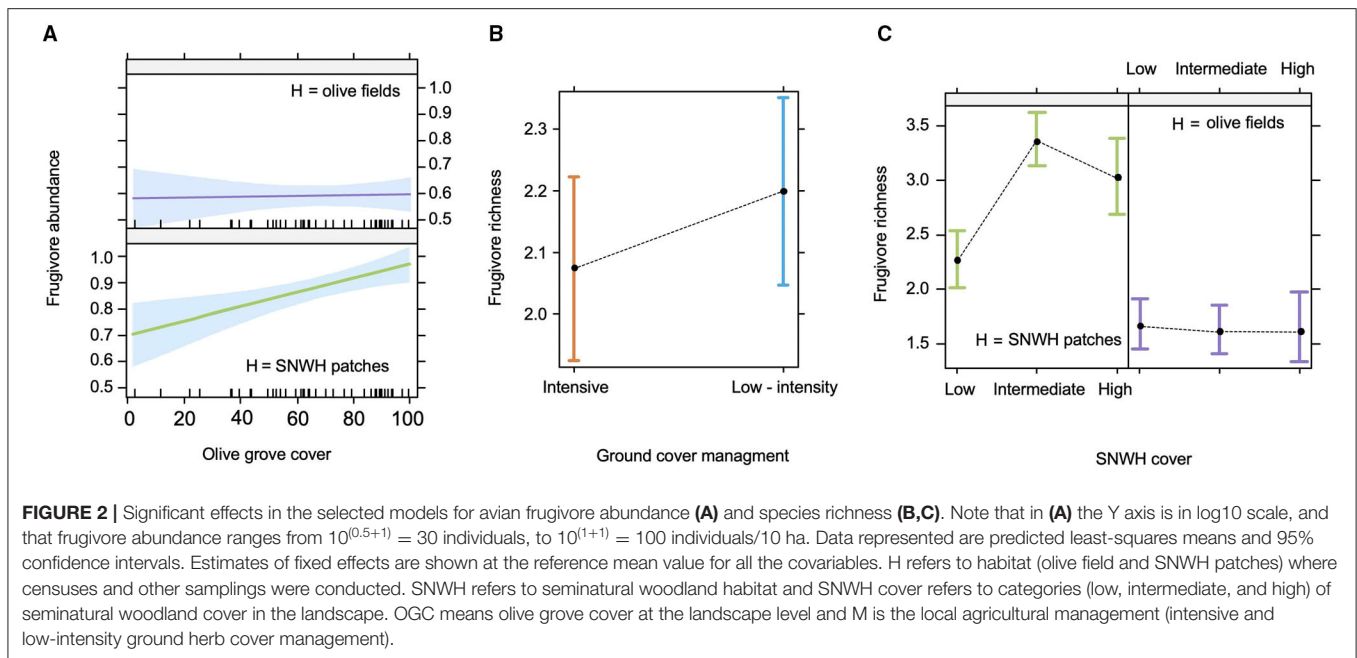 A
H = olive fields
1.0
0.9
0.8
0.7
0.6
0.5
Frugivore abundance
1.0
0.9
0.8
0.7
0.6
0.5
H = SNWH patches
0 20 40 60 80 100
Olive grove cover
B
Frugivore richness
2.3
2.2
2.1
2.0
Intensive Low - intensity
Ground cover managment
C
Low Intermediate High
Frugivore richness
3.5
3.0
2.5
2.0
1.5
H = olive fields
H = SNWH patches
Low Intermediate High
SNWH cover
FIGURE 2 | Significant effects in the selected models for avian frugivore abundance (A) and species richness (B,C). Note that in (A) the Y axis is in log10 scale, and
that frugivore abundance ranges from 10^(0.5+1) = 30 individuals, to 10^(1+1) = 100 individuals/10 ha. Data represented are predicted least-squares means and 95%
confidence intervals. Estimates of fixed effects are shown at the reference mean value for all the covariables. H refers to habitat (olive field and SNWH patches) where
censuses and other samplings were conducted. SNWH refers to seminatural woodland habitat and SNWH cover refers to categories (low, intermediate, and high) of
seminatural woodland cover in the landscape. OGC means olive grove cover at the landscape level and M is the local agricultural management (intensive and
low-intensity ground herb cover management).